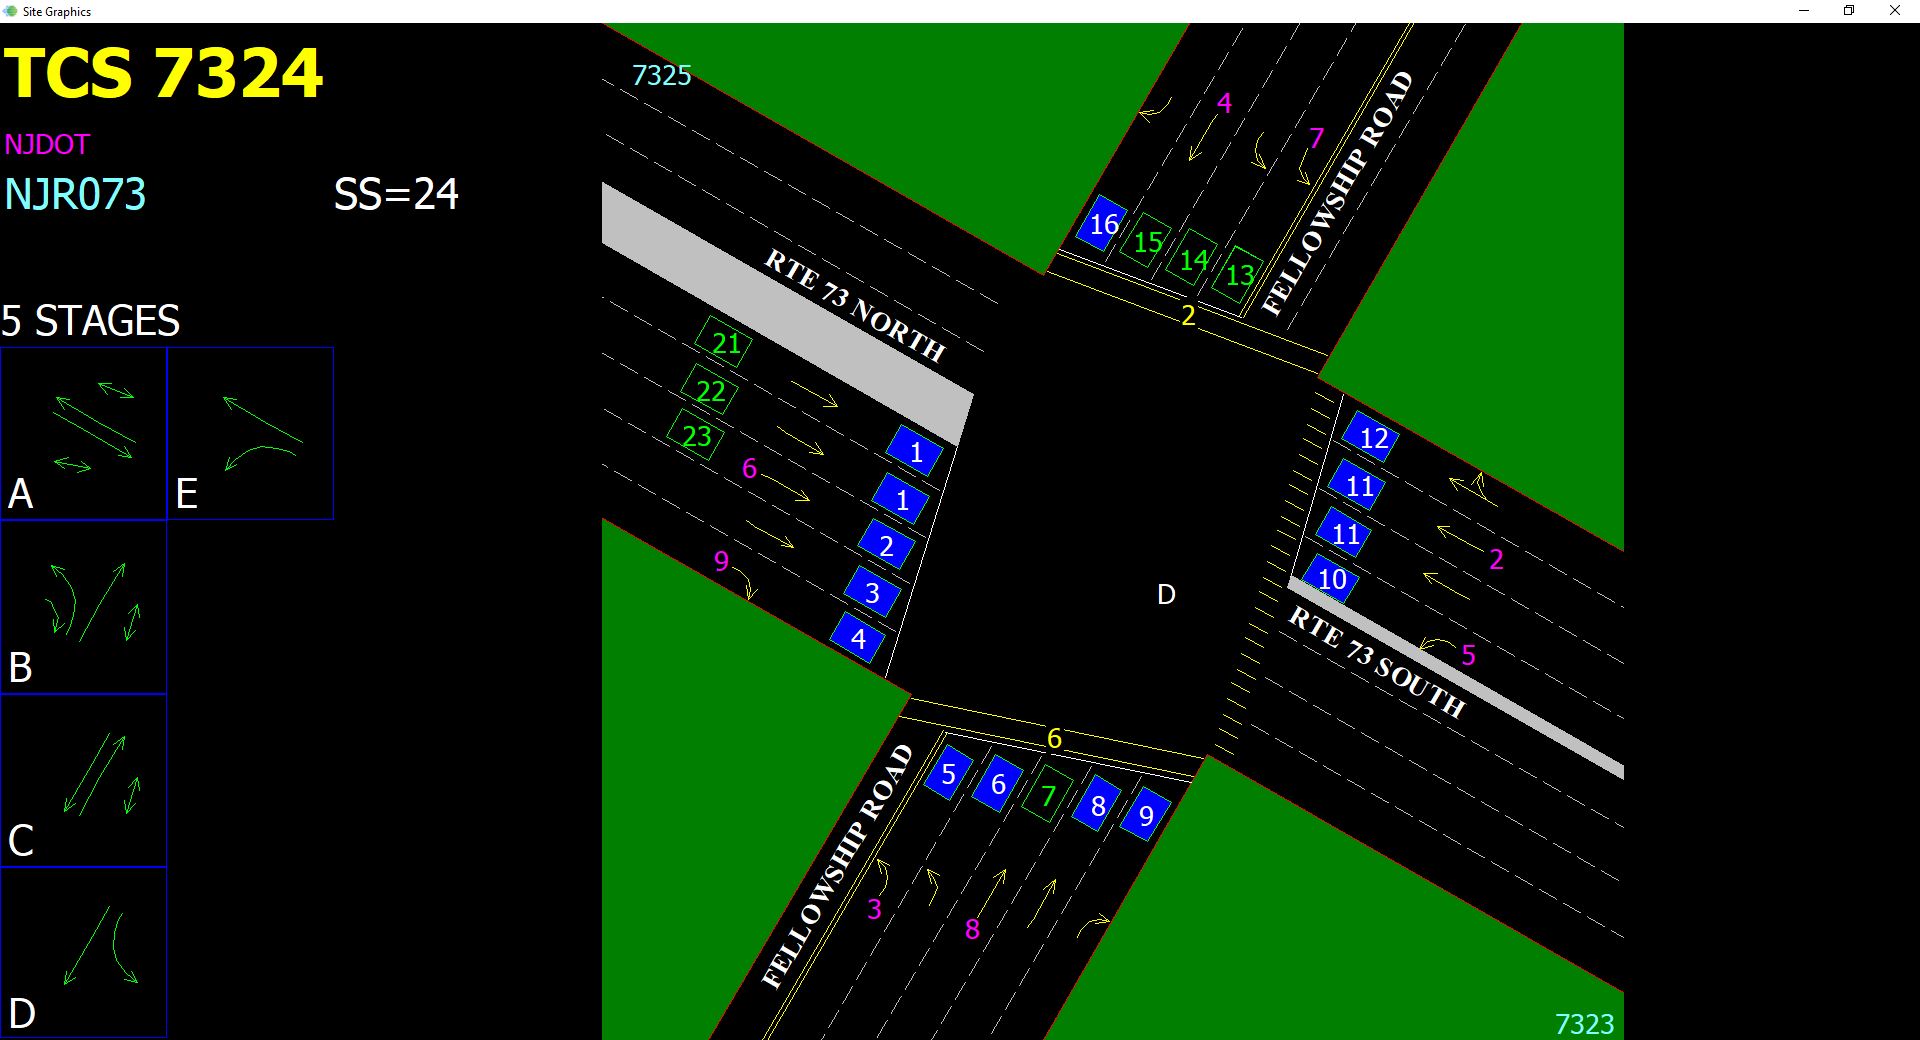 Site Graphics
TCS 7324
NJDOT
NJR073 SS=24
5 STAGES
A
E
B
C
D
7325
RTE 73 NORTH
4
7
FELLOWSHIP ROAD
16
15
14
13
2
21
22
23
6
9
1
1
2
3
4
12
11
11
10
2
5
RTE 73 SOUTH
D
6
5
6
7
8
9
3
8
FELLOWSHIP ROAD
7323